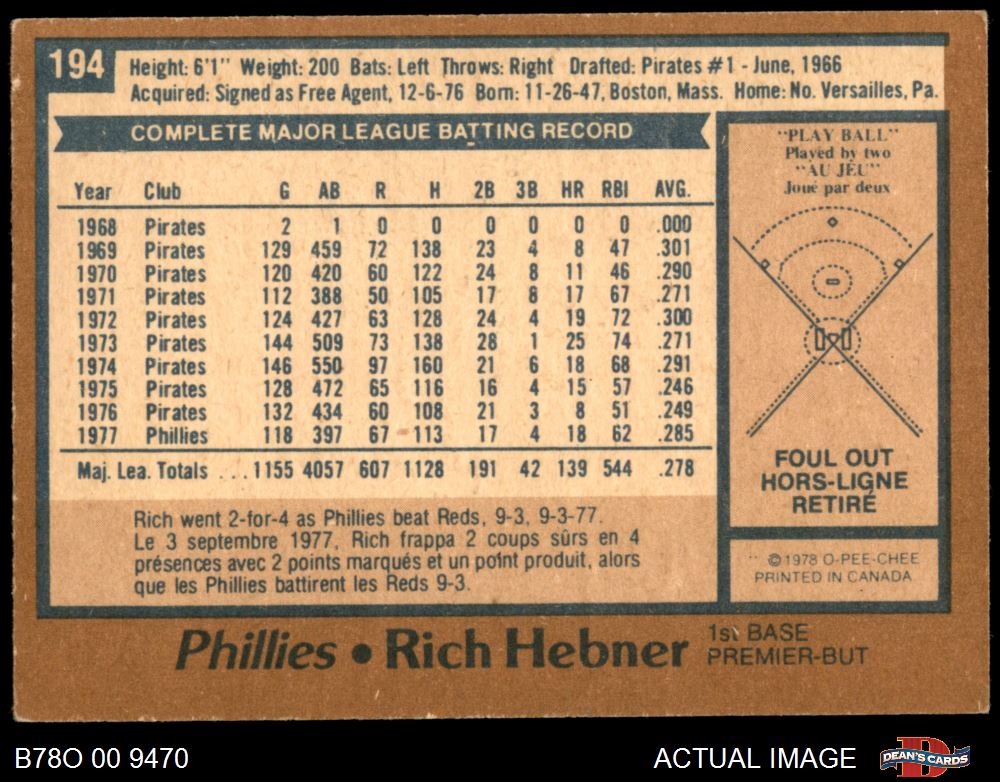 194
Height: 6'1" Weight: 200 Bats: Left Throws: Right Drafted: Pirates #1 - June, 1966
Acquired: Signed as Free Agent, 12-6-76 Born: 11-26-47, Boston, Mass. Home: No. Versailles, Pa.
COMPLETE MAJOR LEAGUE BATTING RECORD
Year Club G AB R H 2B 3B HR RBI AVG.
1968 Pirates 2 1 0 0 0 0 0 0 .000
1969 Pirates 129 459 72 138 23 4 8 47 .301
1970 Pirates 120 420 60 122 24 8 11 46 .290
1971 Pirates 112 388 50 105 17 8 17 67 .271
1972 Pirates 124 427 63 128 24 4 19 72 .300
1973 Pirates 144 509 73 138 28 1 25 74 .271
1974 Pirates 146 550 97 160 21 6 18 68 .291
1975 Pirates 128 472 65 116 16 4 15 57 .246
1976 Pirates 132 434 60 108 21 3 8 51 .249
1977 Phillies 118 397 67 113 17 4 18 62 .285
Maj. Lea. Totals ...1155 4057 607 1128 191 42 139 544 .278
Rich went 2-for-4 as Phillies beat Reds, 9-3, 9-3-77.
Le 3 septembre 1977, Rich frappa 2 coups sûrs en 4
présences avec 2 points marqués et un point produit, alors
que les Phillies battirent les Reds 9-3.
"PLAY BALL"
Played by two
"AU JEU"
Joué par deux
FOUL OUT
HORS-LIGNE
RETIRÉ
©1978 O-PEE-CHEE
PRINTED IN CANADA
Phillies • Rich Hebner 1st BASE
PREMIER-BUT
B78O 00 9470 ACTUAL IMAGE DEAN'S CARDS